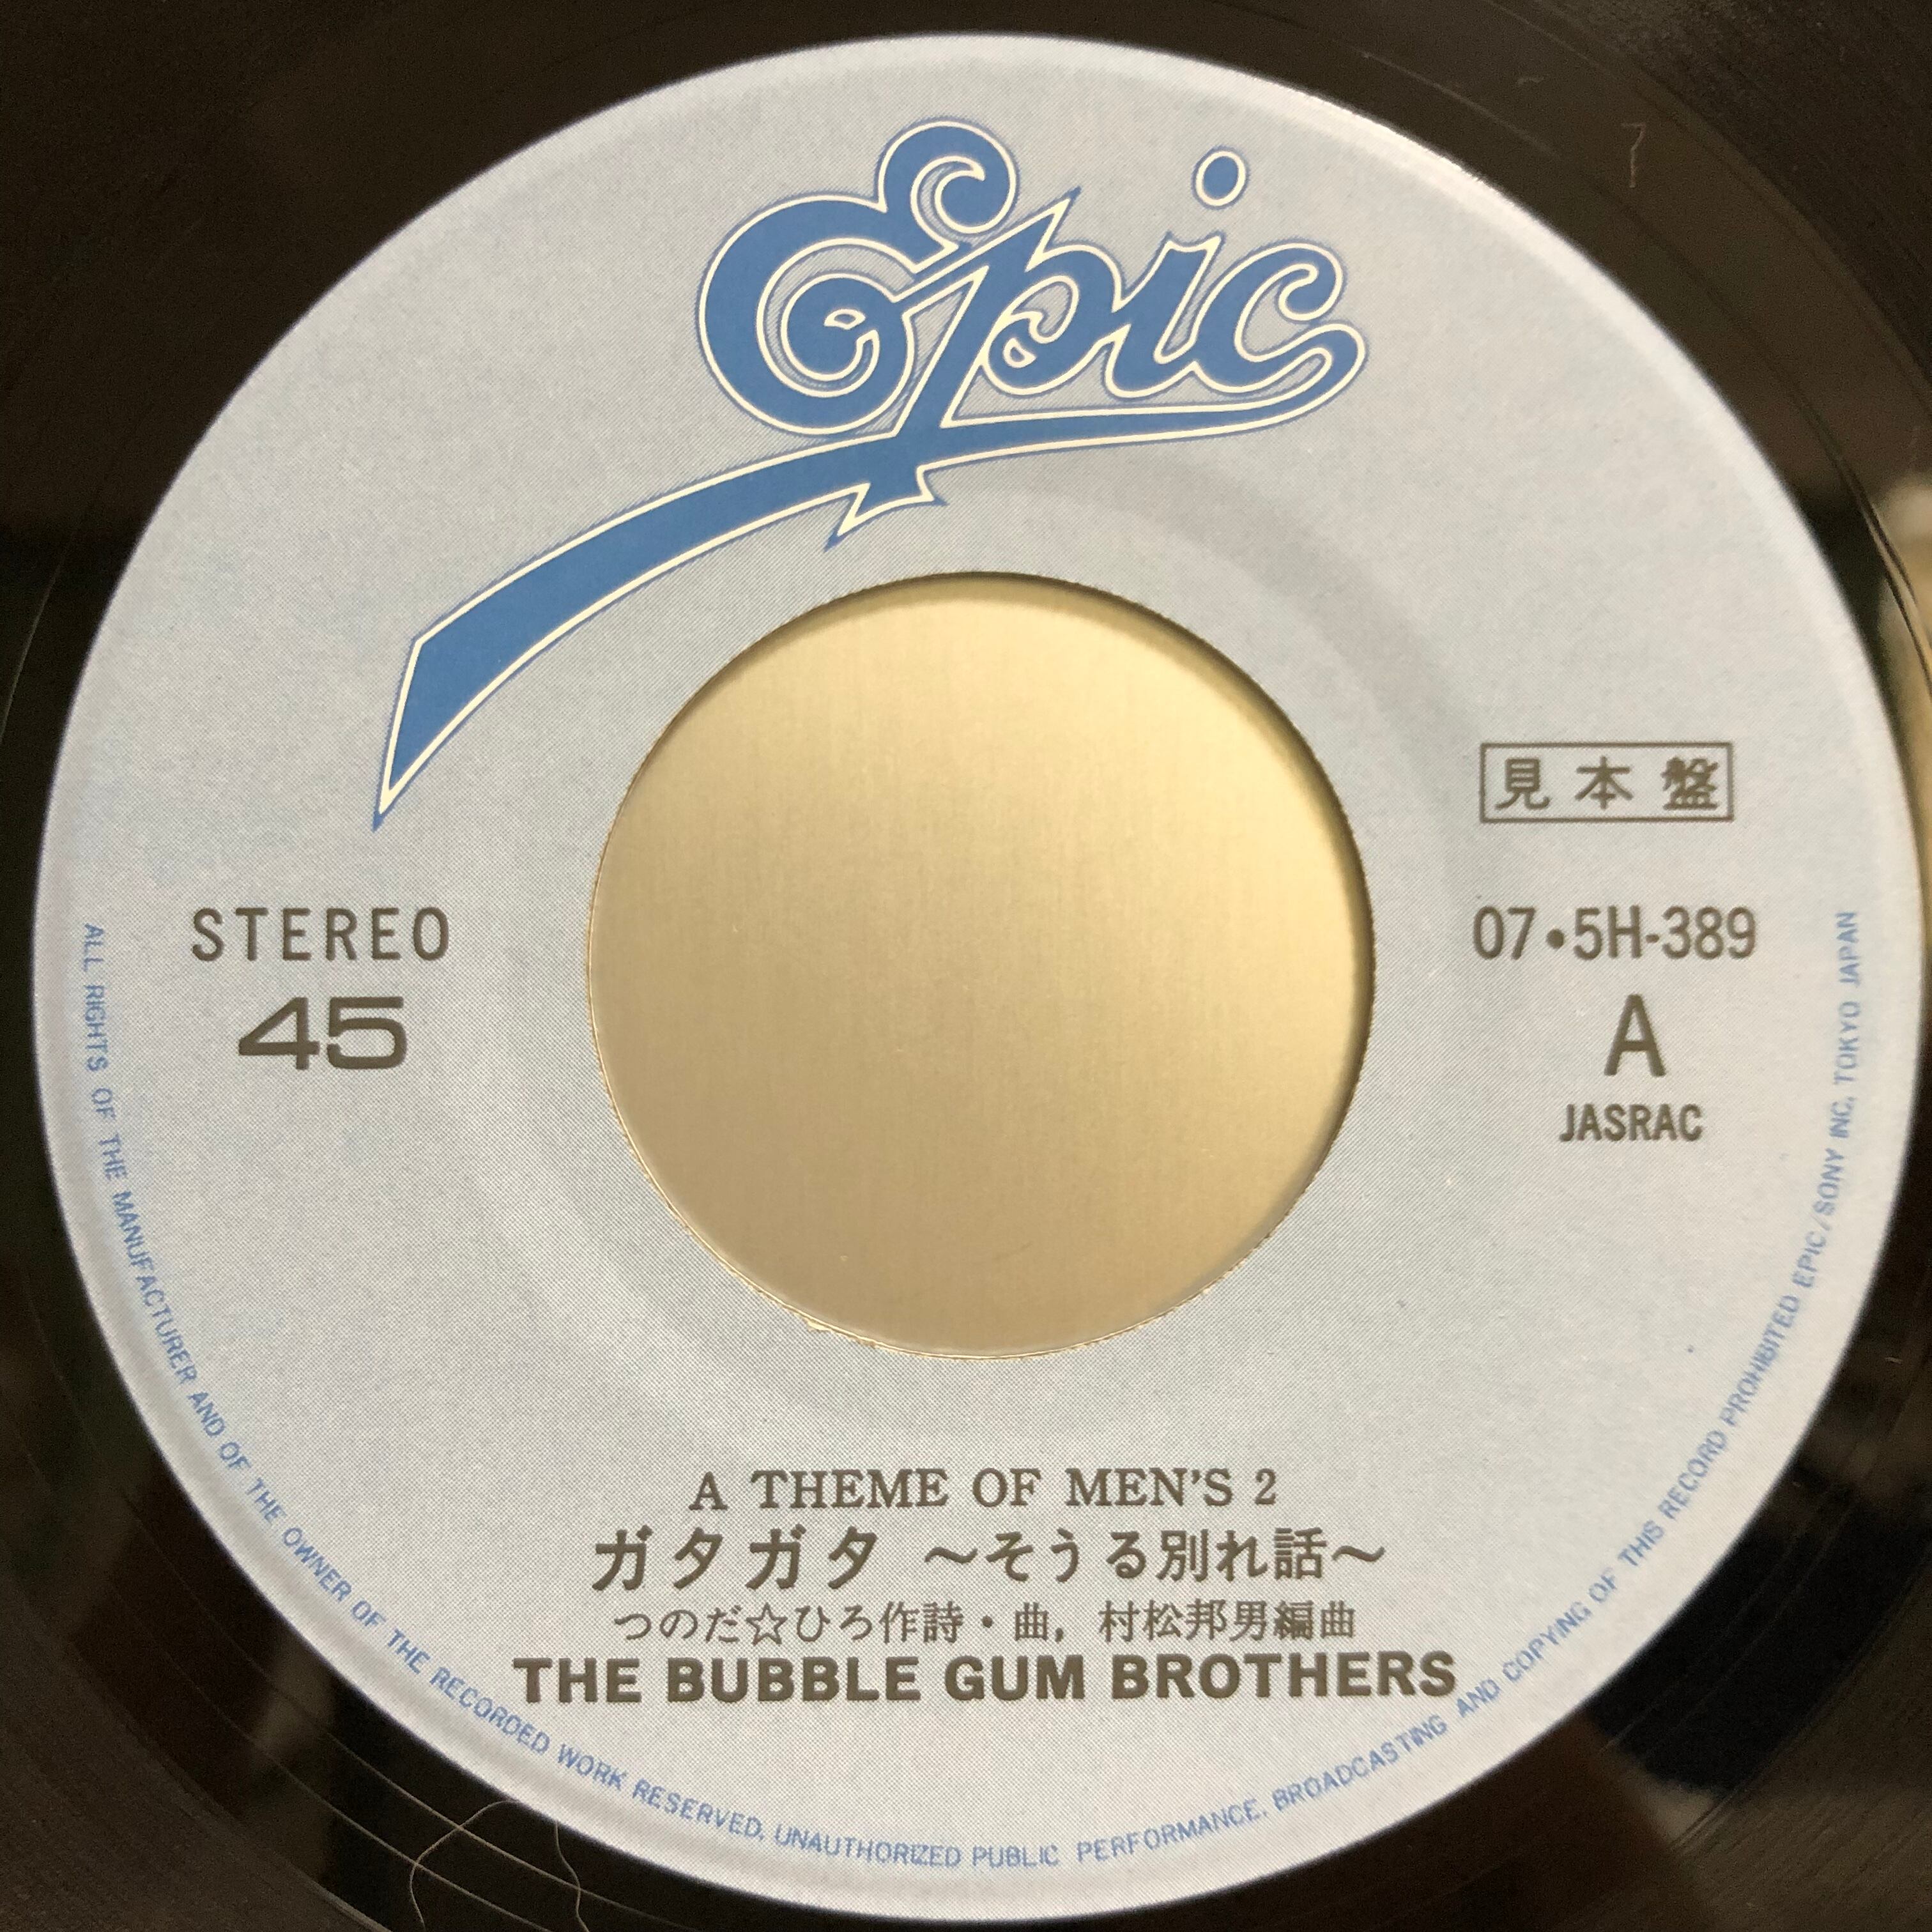 Epic
見本盤
STEREO
07・5H-389
45
A
JASRAC
A THEME OF MEN'S 2
ガタガタ 〜そうる別れ話〜
つのだ☆ひろ作詩・曲, 村松邦男編曲
THE BUBBLE GUM BROTHERS
ALL RIGHTS OF THE MANUFACTURER AND OF THE OWNER OF THE RECORDED WORK RESERVED. UNAUTHORIZED PUBLIC PERFORMANCE. BROADCASTING AND COPYING OF THIS RECORD PROHIBITED EPIC/SONY INC. TOKYO JAPAN